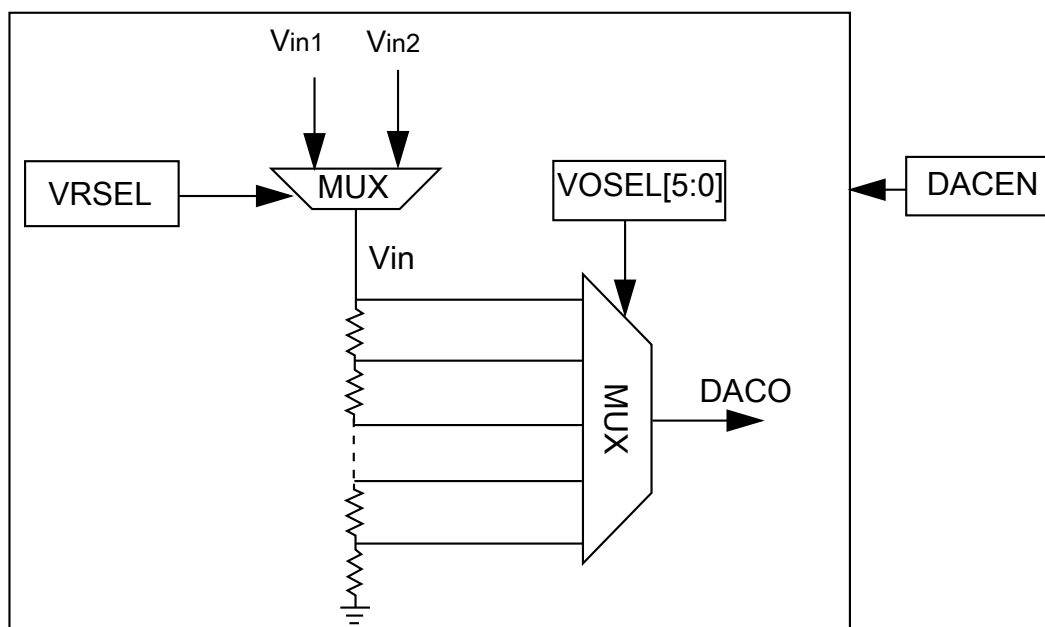 Vin1 Vin2
VRSEL
MUX
VOSEL[5:0]
DACEN
Vin
MUX
DACO